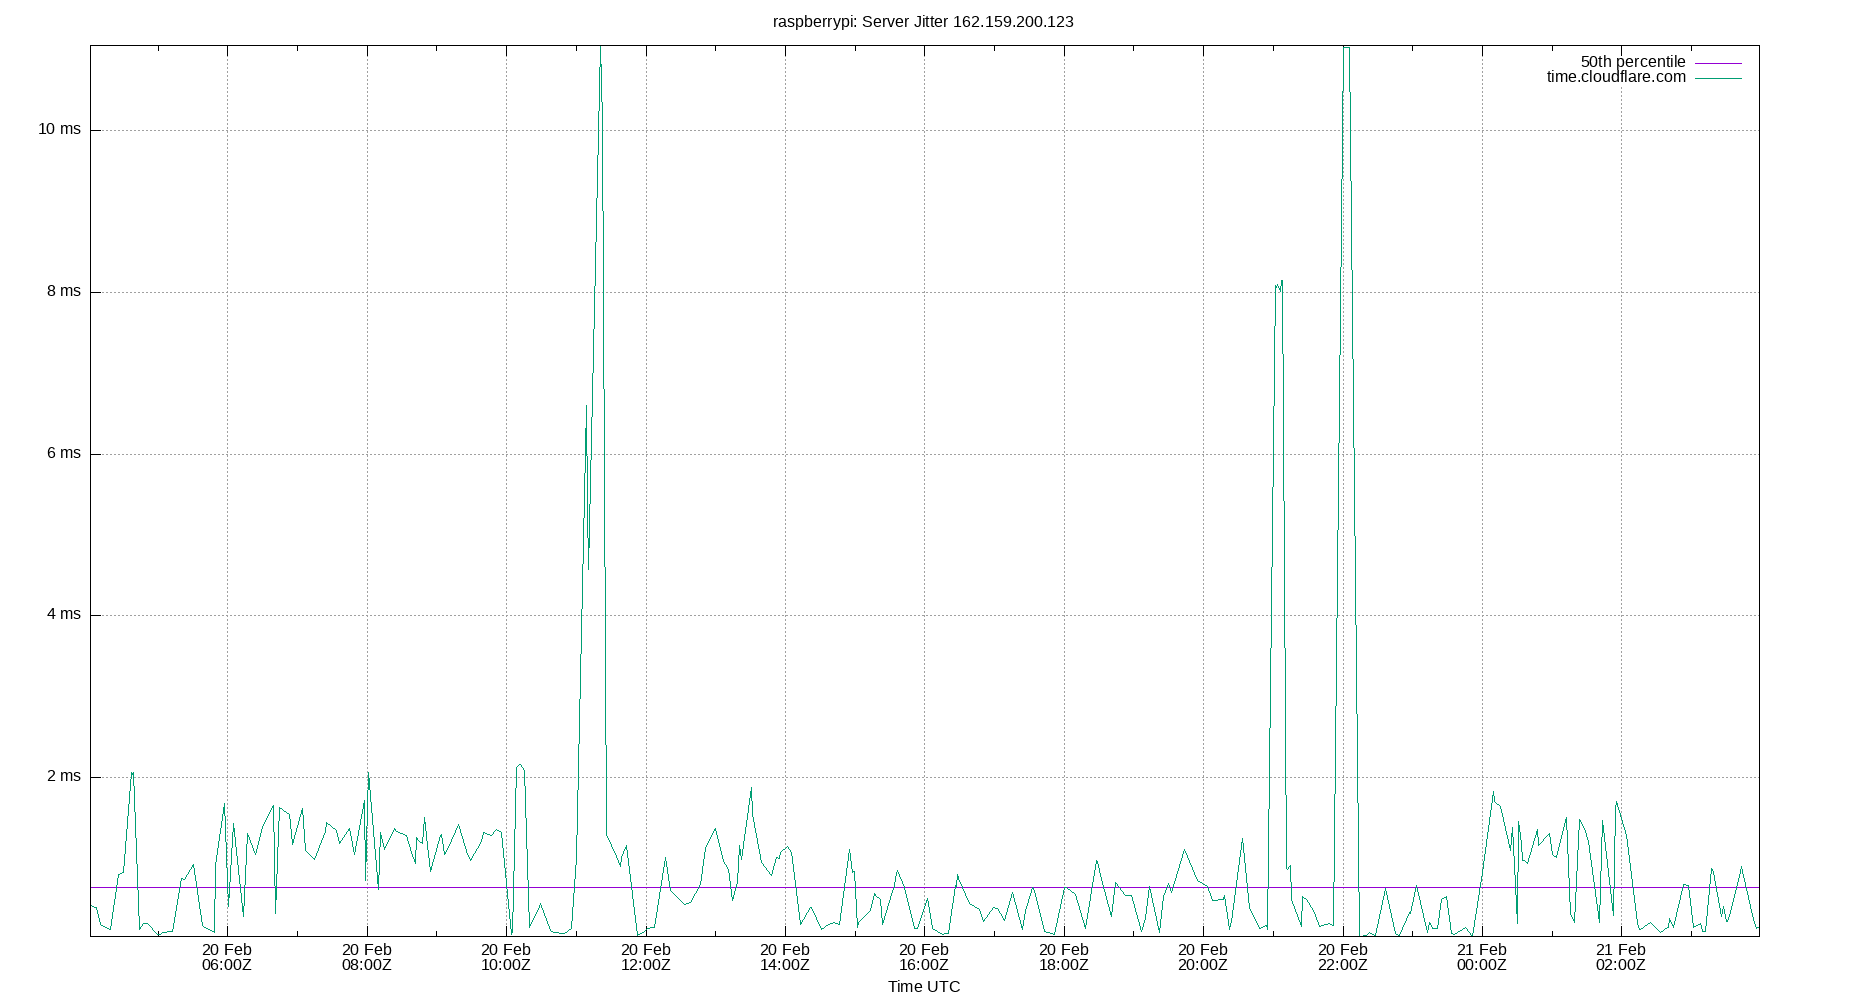 raspberrypi: Server Jitter 162.159.200.123
50th percentile
time.cloudflare.com
10 ms
8 ms
6 ms
4 ms
2 ms
20 Feb 20 Feb 20 Feb 20 Feb 20 Feb 20 Feb 20 Feb 20 Feb 20 Feb 21 Feb 21 Feb
06:00Z 08:00Z 10:00Z 12:00Z 14:00Z 16:00Z 18:00Z 20:00Z 22:00Z 00:00Z 02:00Z
Time UTC